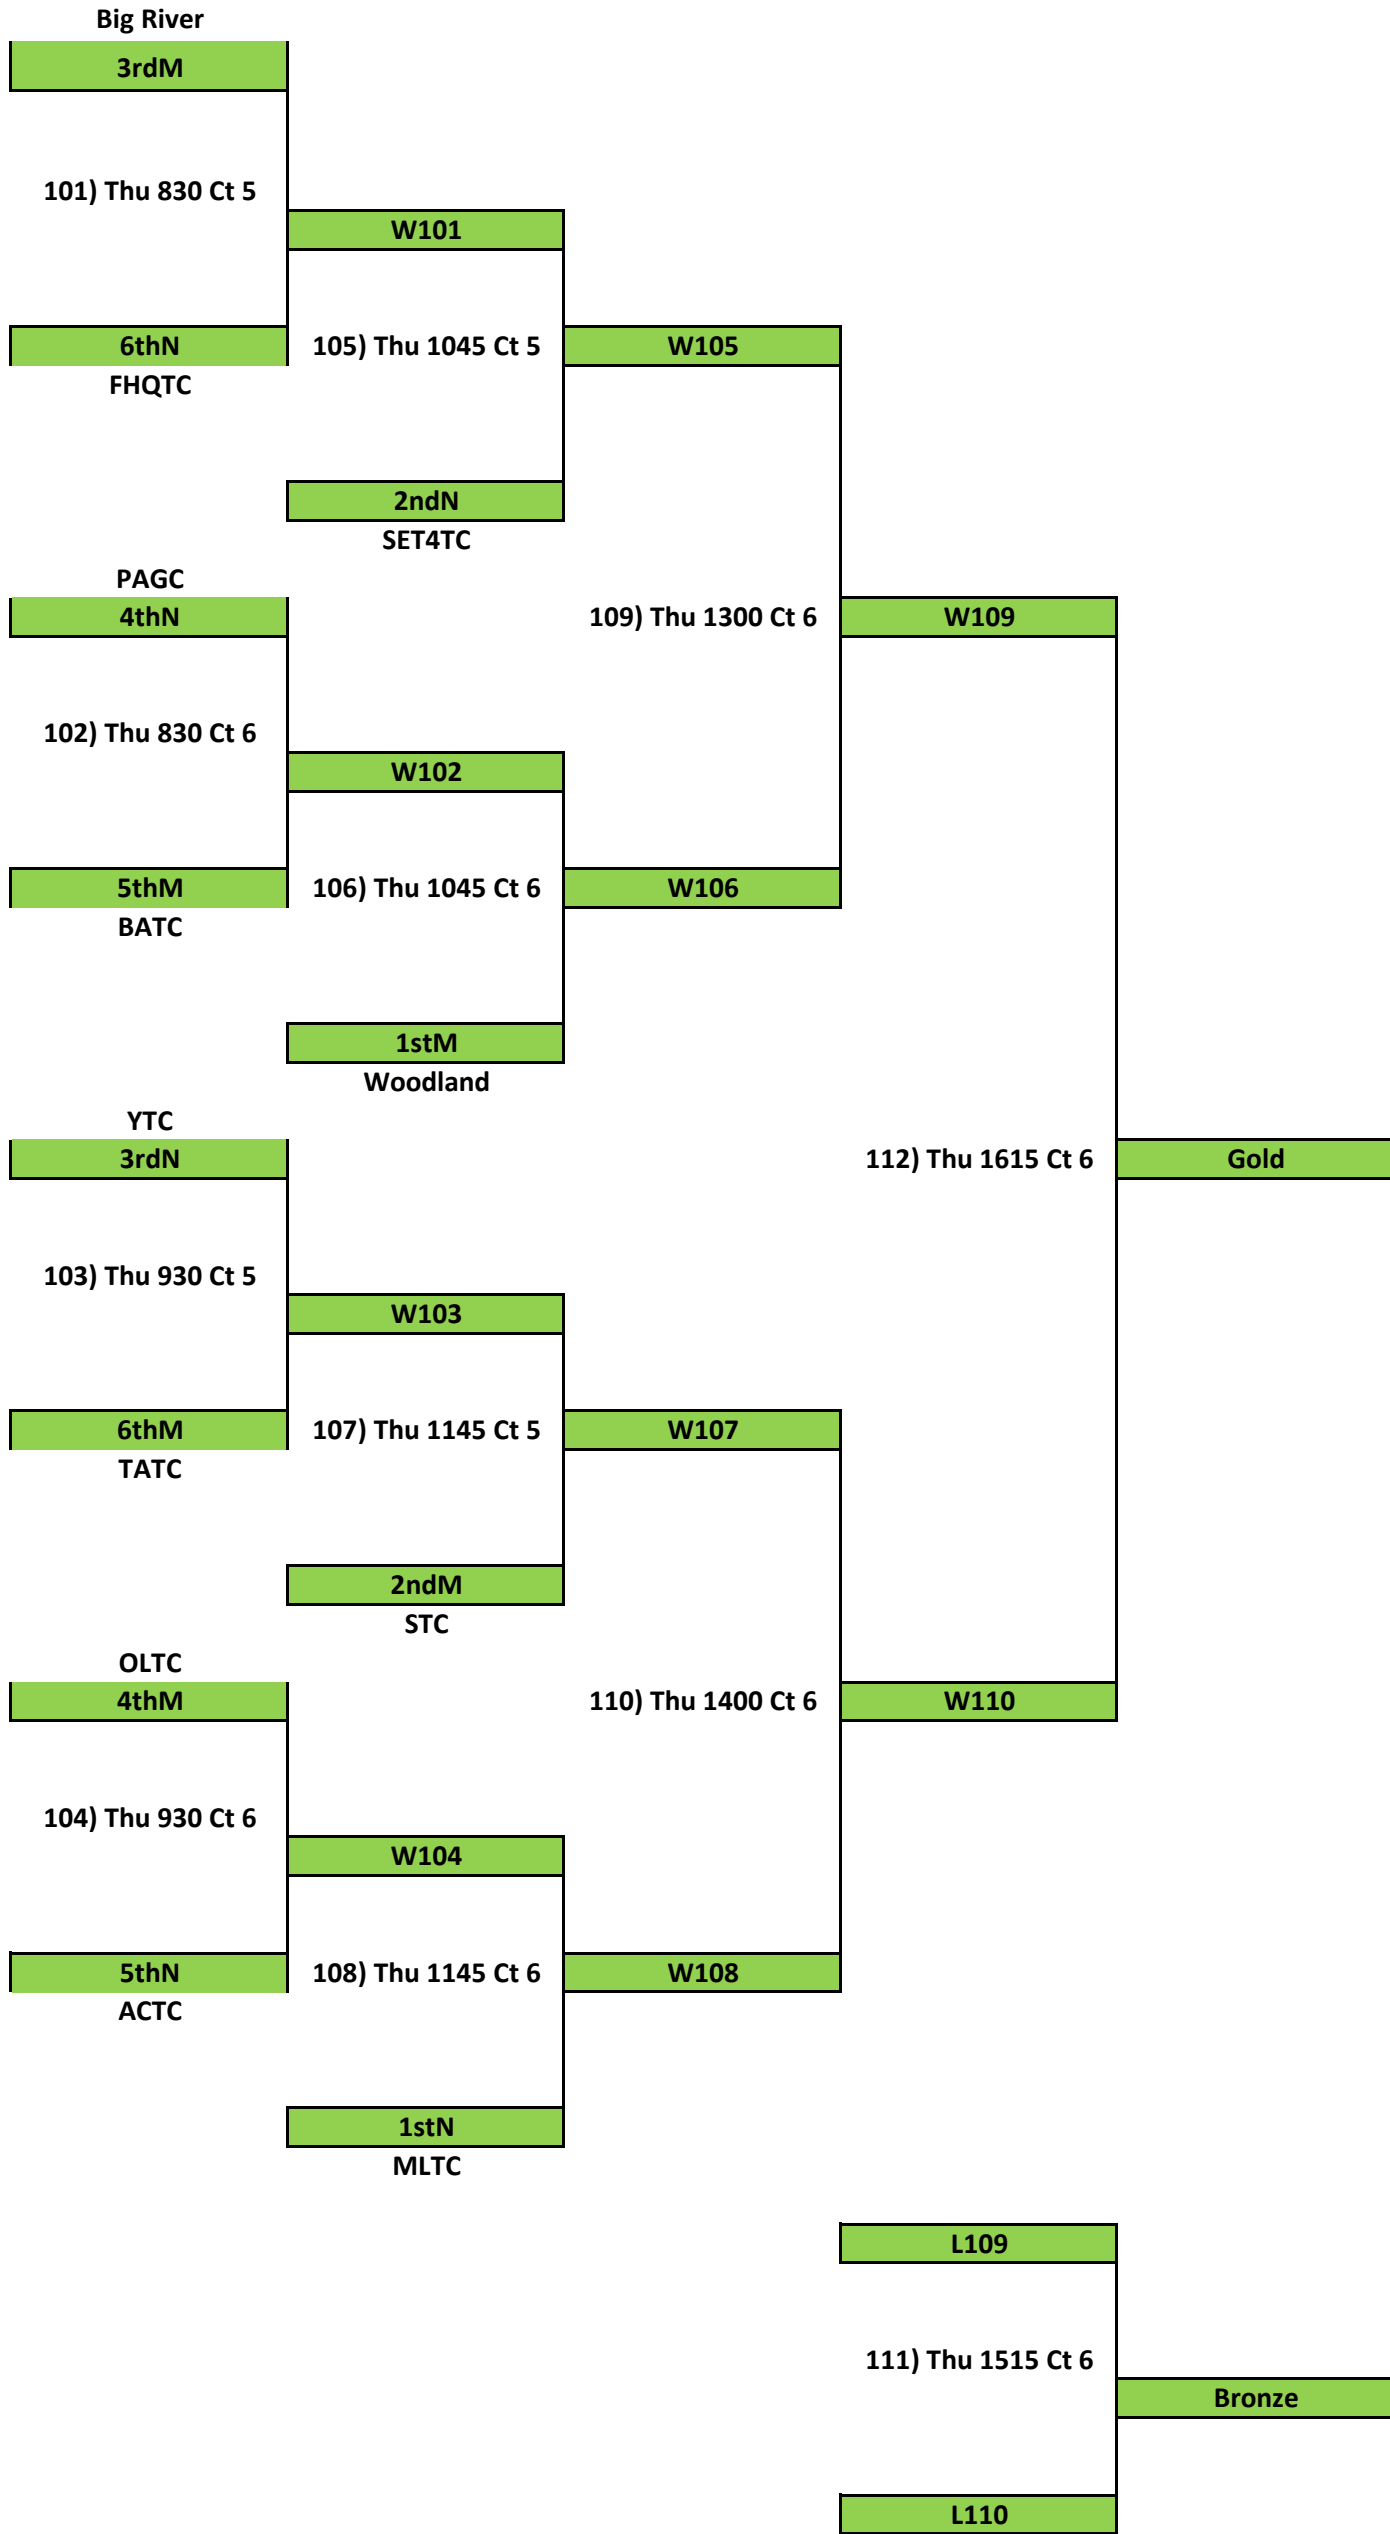 Big River
3rdM
101) Thu 830 Ct 5
W101
6thN
105) Thu 1045 Ct 5
W105
FHQTC
2ndN
SET4TC
PAGC
4thN
109) Thu 1300 Ct 6
W109
102) Thu 830 Ct 6
W102
5thM
106) Thu 1045 Ct 6
W106
BATC
1stM
Woodland
YTC
3rdN
112) Thu 1615 Ct 6
Gold
103) Thu 930 Ct 5
W103
6thM
107) Thu 1145 Ct 5
W107
TATC
2ndM
STC
OLTC
4thM
110) Thu 1400 Ct 6
W110
104) Thu 930 Ct 6
W104
5thN
108) Thu 1145 Ct 6
W108
ACTC
1stN
MLTC
L109
111) Thu 1515 Ct 6
Bronze
L110